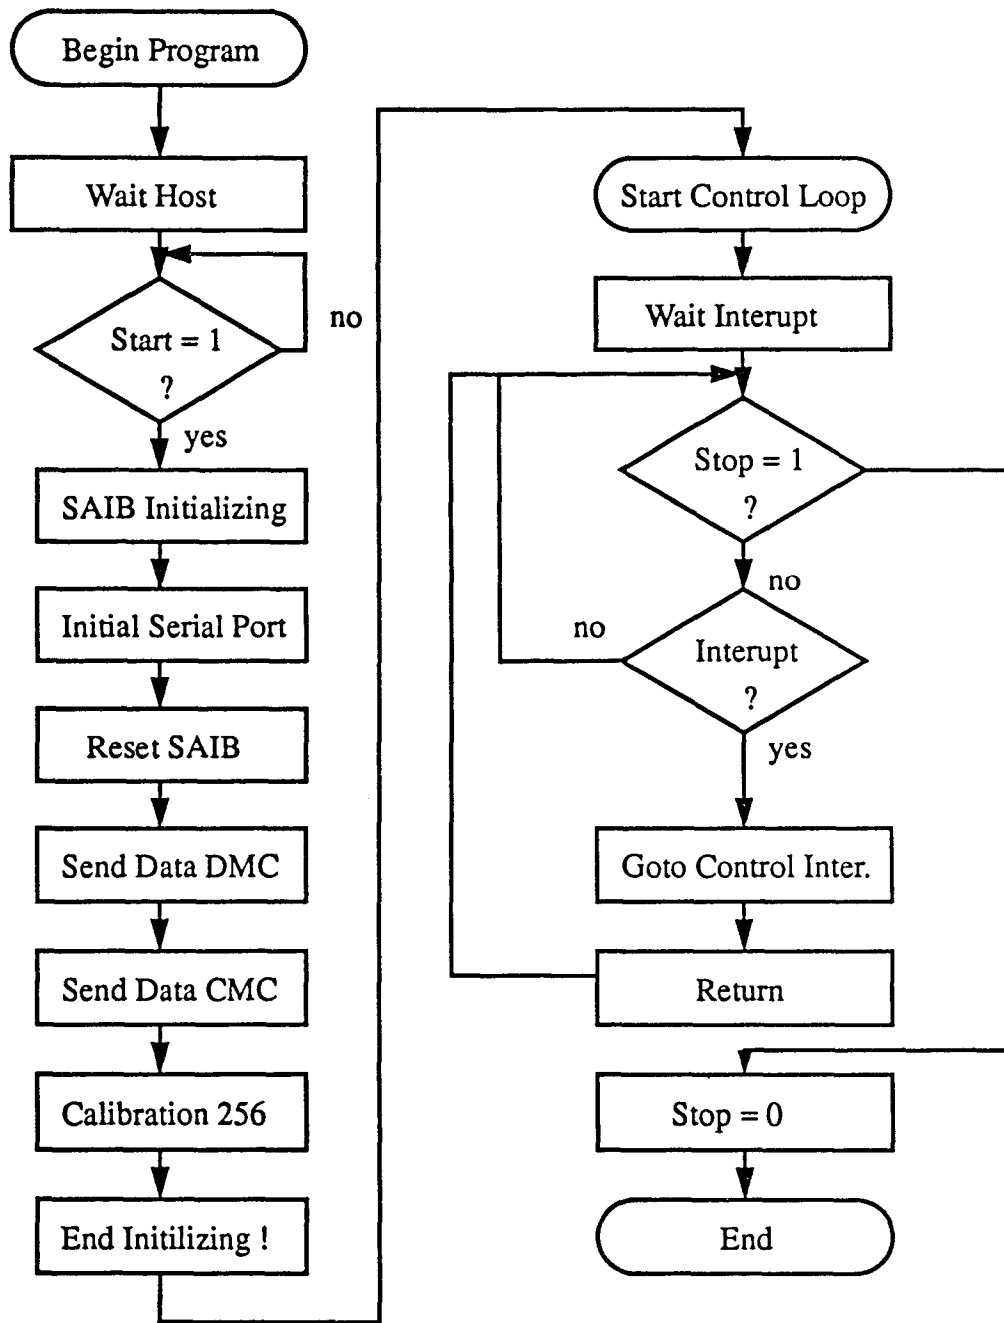 Begin Program
Wait Host
Start = 1
?
no
yes
SAIB Initializing
Initial Serial Port
Reset SAIB
Send Data DMC
Send Data CMC
Calibration 256
End Initilizing !
Start Control Loop
Wait Interupt
Stop = 1
?
no
no
Interupt
?
yes
Goto Control Inter.
Return
Stop = 0
End